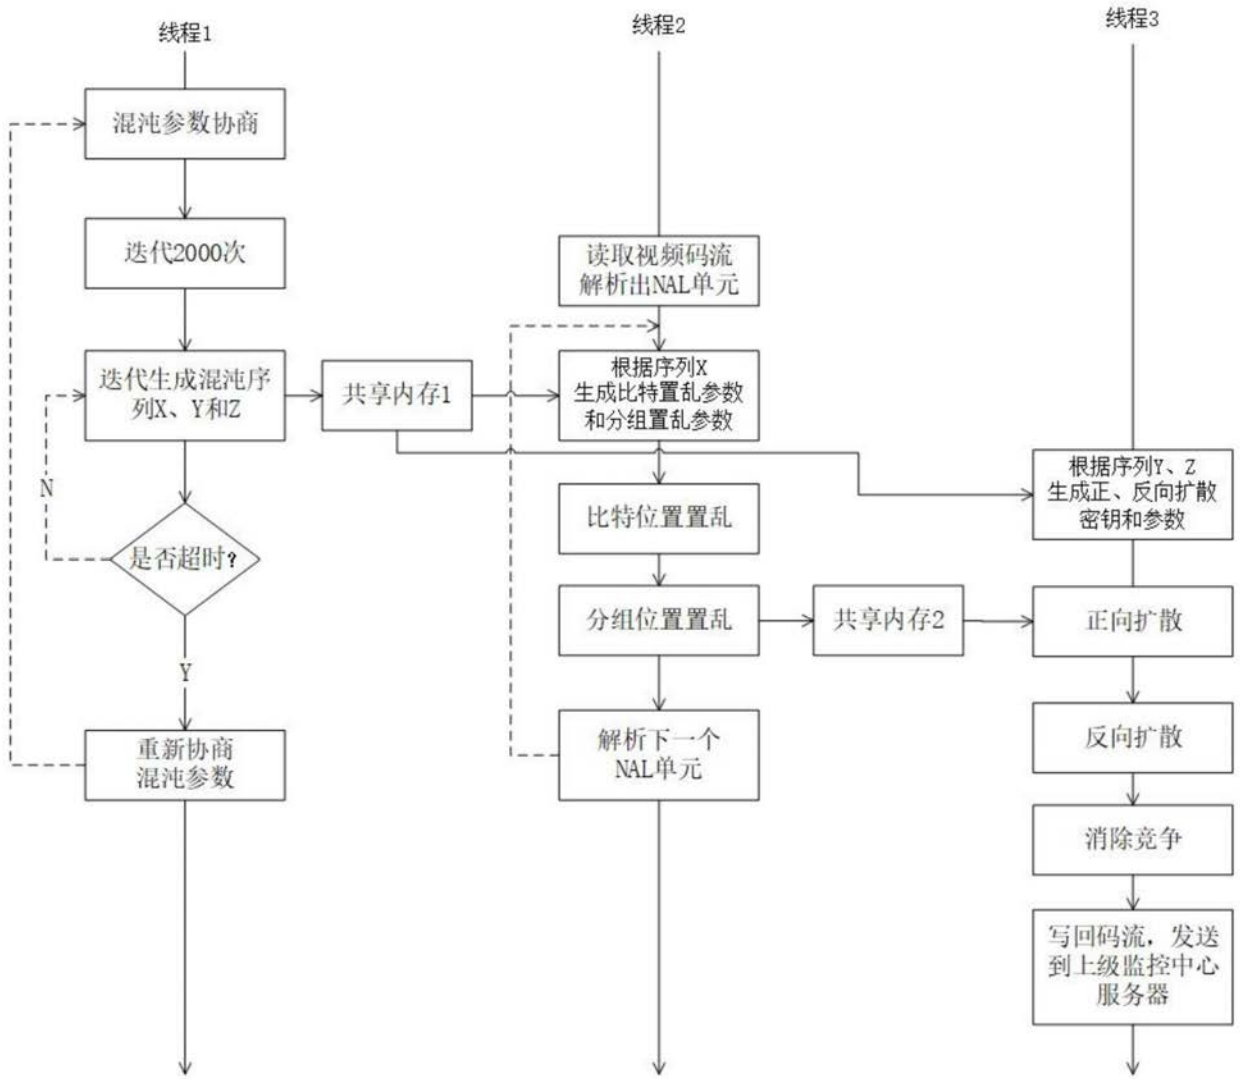 线程1
混沌参数协商
迭代2000次
迭代生成混沌序
列X、Y和Z
N
是否超时?
Y
重新协商
混沌参数
共享内存1
线程2
读取视频码流
解析出NAL单元
根据序列X
生成比特置乱参数
和分组置乱参数
比特位置置乱
分组位置置乱
解析下一个
NAL单元
共享内存2
线程3
根据序列Y、Z
生成正、反向扩散
密钥和参数
正向扩散
反向扩散
消除竞争
写回码流，发送
到上级监控中心
服务器